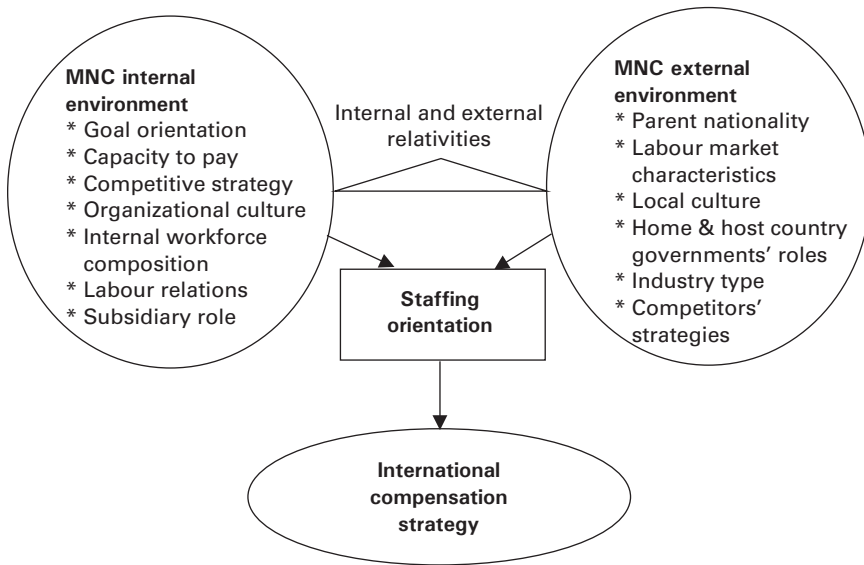 MNC internal
environment
* Goal orientation
* Capacity to pay
* Competitive strategy
* Organizational culture
* Internal workforce
composition
* Labour relations
* Subsidiary role
Internal and external
relativities
MNC external
environment
* Parent nationality
* Labour market
characteristics
* Local culture
* Home & host country
governments’ roles
* Industry type
* Competitors’
strategies
Staffing
orientation
International
compensation
strategy